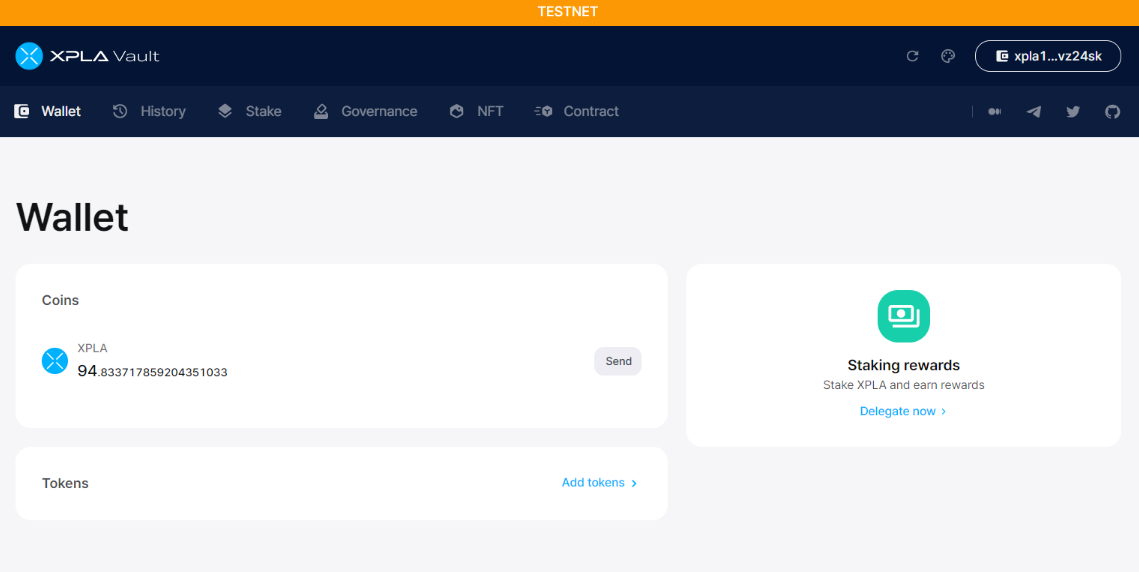 TESTNET
XPLA Vault
xpla1...vz24sk
Wallet History Stake Governance NFT Contract
Wallet
Coins
XPLA
94.833717859204351033
Send
Staking rewards
Stake XPLA and earn rewards
Delegate now
Tokens
Add tokens